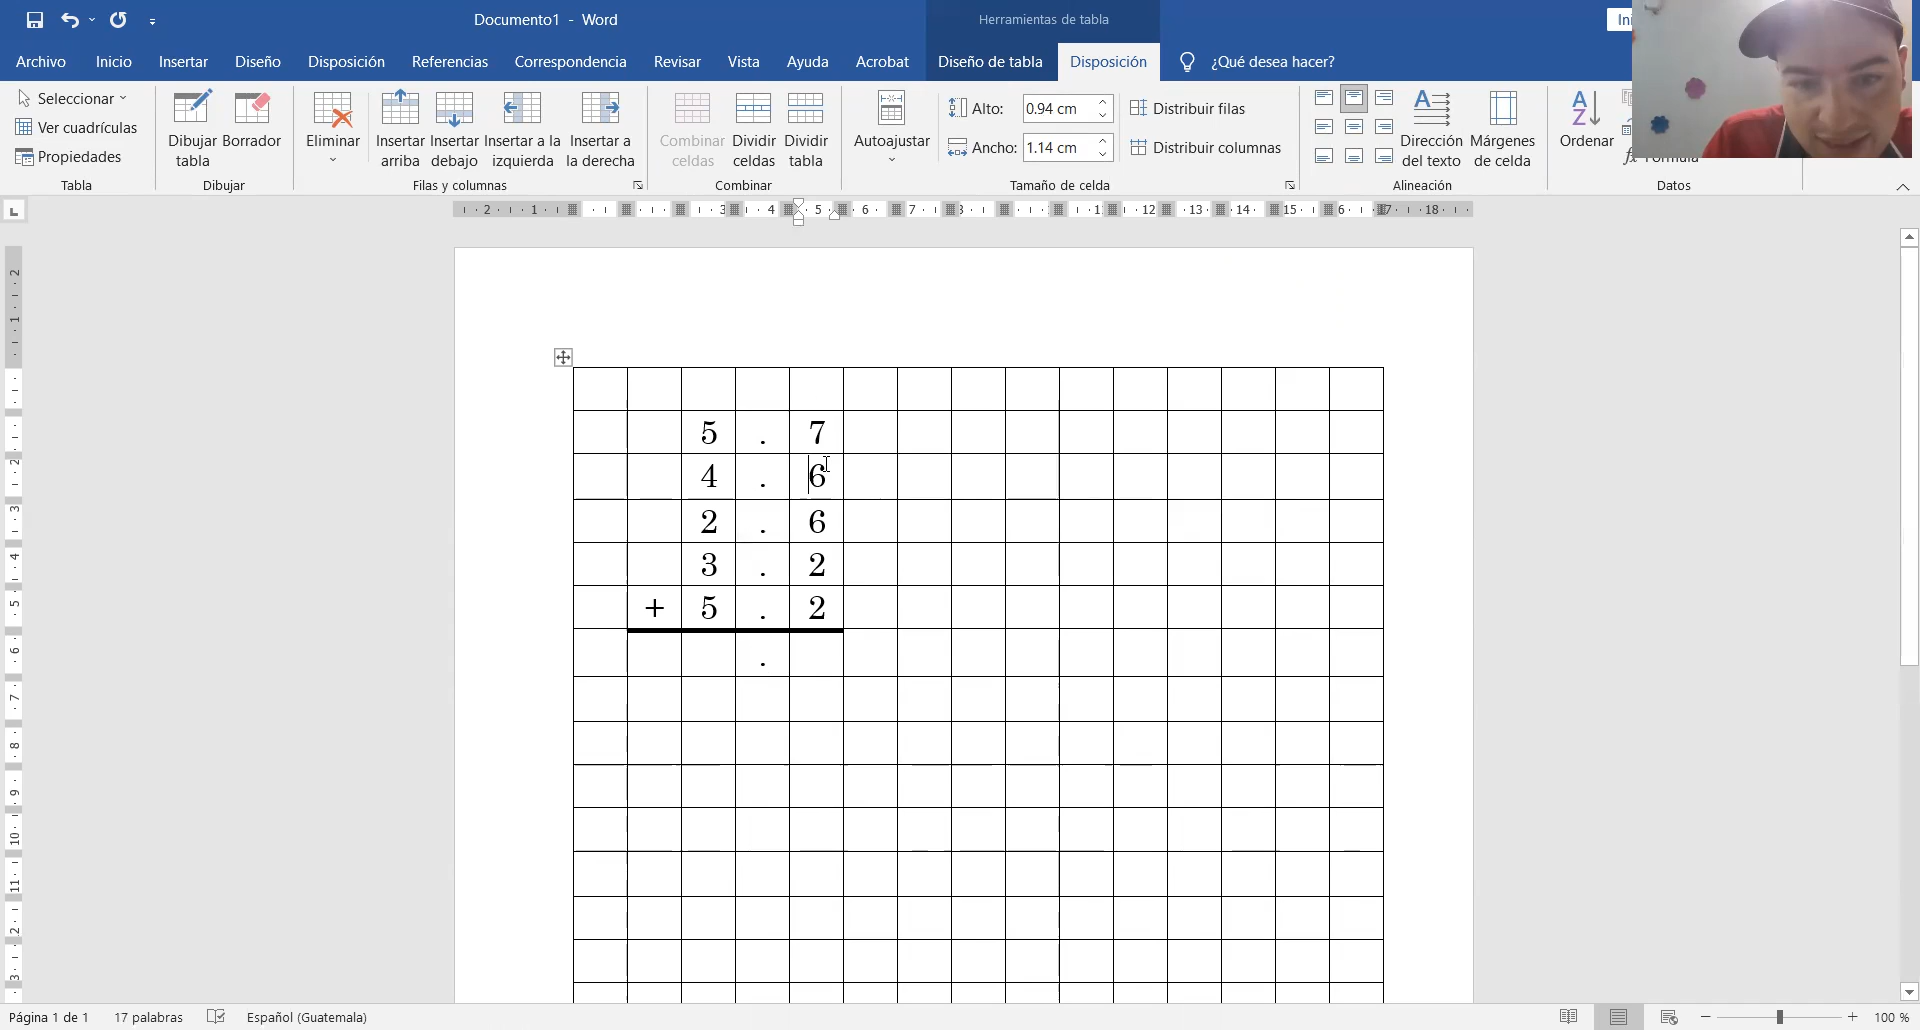 Documento1 - Word
Herramientas de tabla
Ini
Archivo Inicio Insertar Diseño Disposición Referencias Correspondencia Revisar Vista Ayuda Acrobat Diseño de tabla Disposición ¿Qué desea hacer?
Seleccionar
Ver cuadrículas
Propiedades
Tabla
Dibujar tabla
Borrador
Dibujar
Eliminar
Insertar arriba
Insertar debajo
Insertar a la izquierda
Insertar a la derecha
Filas y columnas
Combinar celdas
Dividir celdas
Dividir tabla
Combinar
Autoajustar
Alto: 0.94 cm
Ancho: 1.14 cm
Distribuir filas
Distribuir columnas
Tamaño de celda
Dirección del texto
Márgenes de celda
Alineación
Ordenar
Fórmula
Datos
5 . 7
4 . 6
2 . 6
3 . 2
+ 5 . 2
.
Página 1 de 1 17 palabras Español (Guatemala) 100 %